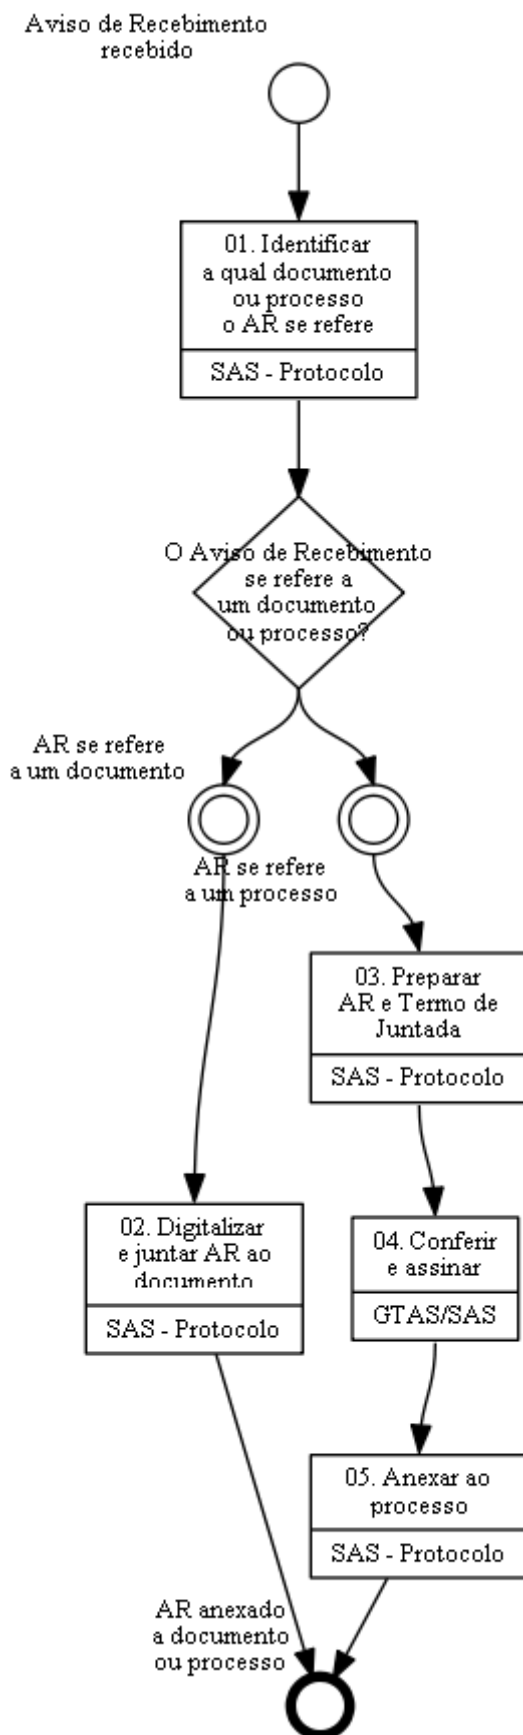 Aviso de Recebimento
recebido
01. Identificar
a qual documento
ou processo
o AR se refere
SAS - Protocolo
O Aviso de Recebimento
se refere a
um documento
ou processo?
AR se refere
a um documento
AR se refere
a um processo
03. Preparar
AR e Termo de
Juntada
SAS - Protocolo
02. Digitalizar
e juntar AR ao
documento
SAS - Protocolo
04. Conferir
e assinar
GTAS/SAS
05. Anexar ao
processo
SAS - Protocolo
AR anexado
a documento
ou processo